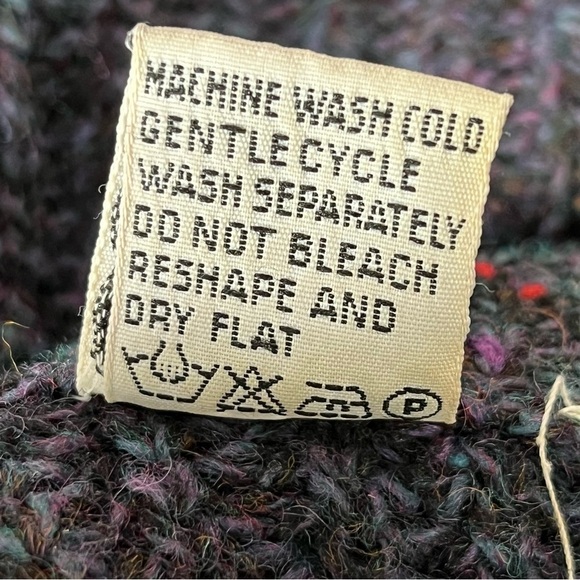 MACHINE WASH COLD
GENTLE CYCLE
WASH SEPARATELY
DO NOT BLEACH
RESHAPE AND
DRY FLAT
P